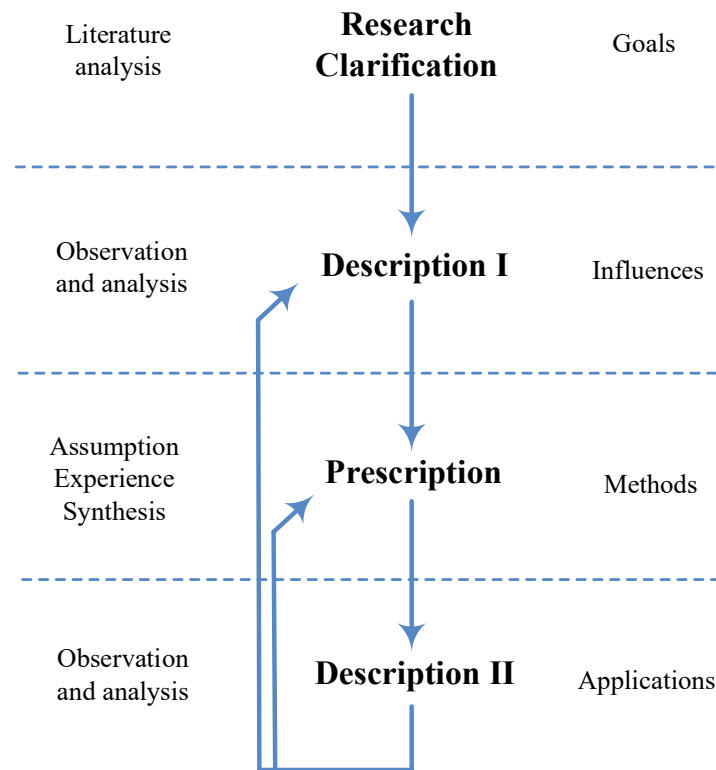 Literature
analysis
Research
Clarification
Goals
Observation
and analysis
Description I
Influences
Assumption
Experience
Synthesis
Prescription
Methods
Observation
and analysis
Description II
Applications